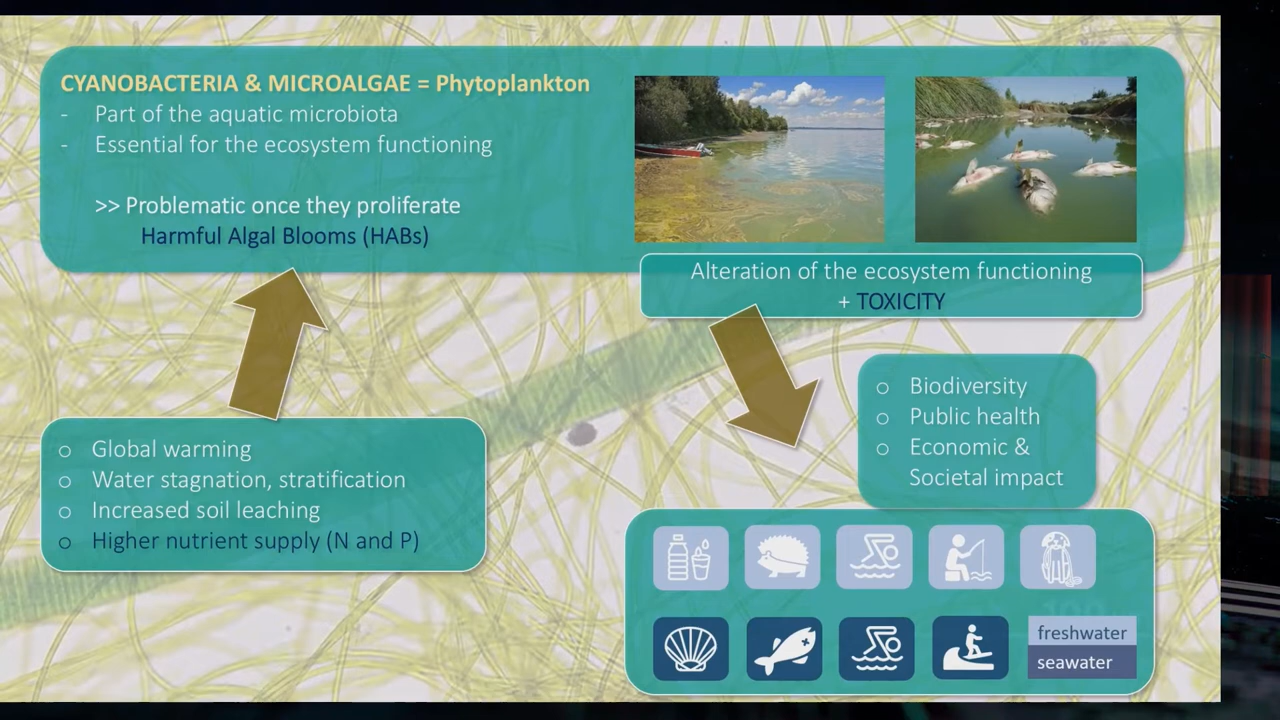 CYANOBACTERIA & MICROALGAE = Phytoplankton
- Part of the aquatic microbiota
- Essential for the ecosystem functioning
>> Problematic once they proliferate
Harmful Algal Blooms (HABs)
Alteration of the ecosystem functioning
+ TOXICITY
o Global warming
o Water stagnation, stratification
o Increased soil leaching
o Higher nutrient supply (N and P)
o Biodiversity
o Public health
o Economic &
Societal impact
freshwater
seawater